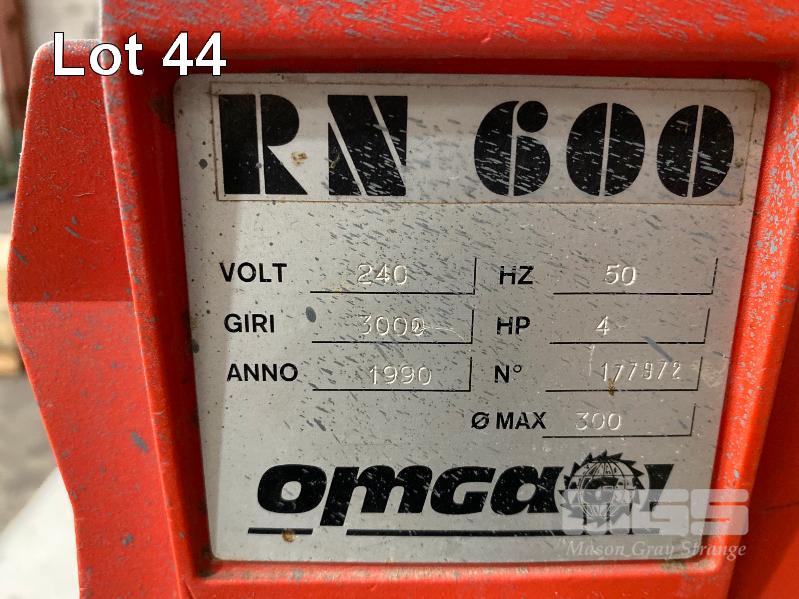 Lot 44
RN 600
VOLT 240 HZ 50
GIRI 3000 HP 4
ANNO 1990 N° 177972
Ø MAX 300
omga
MGS
Mason Gray Strange